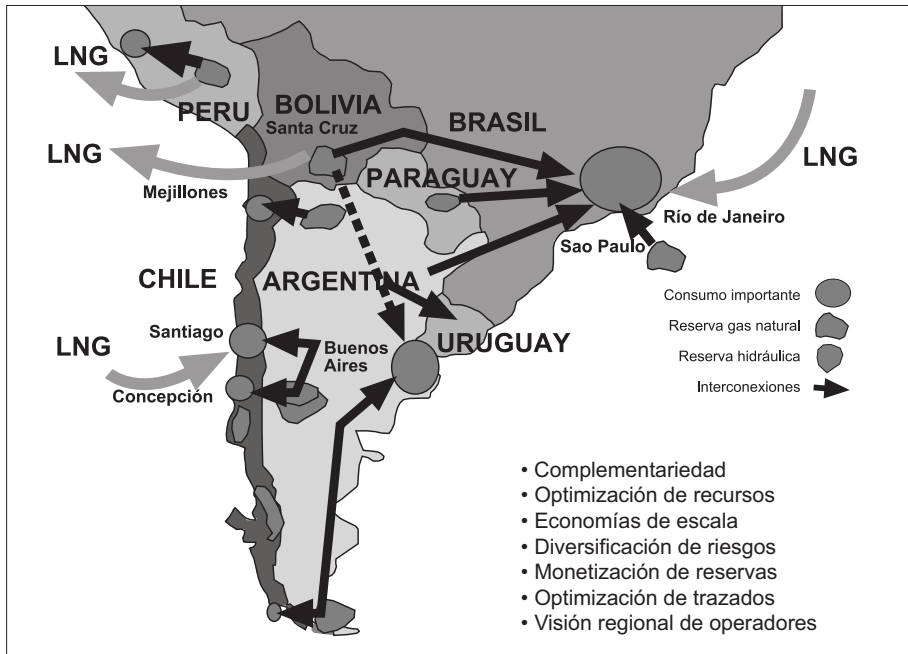 LNG
PERU
BOLIVIA
Santa Cruz
BRASIL
LNG
LNG
Mejillones
PARAGUAY
Río de Janeiro
Sao Paulo
CHILE
ARGENTINA
Consumo importante
Santiago
Reserva gas natural
LNG
Buenos
Aires
URUGUAY
Reserva hidráulica
Concepción
Interconexiones
• Complementariedad
• Optimización de recursos
• Economías de escala
• Diversificación de riesgos
• Monetización de reservas
• Optimización de trazados
• Visión regional de operadores